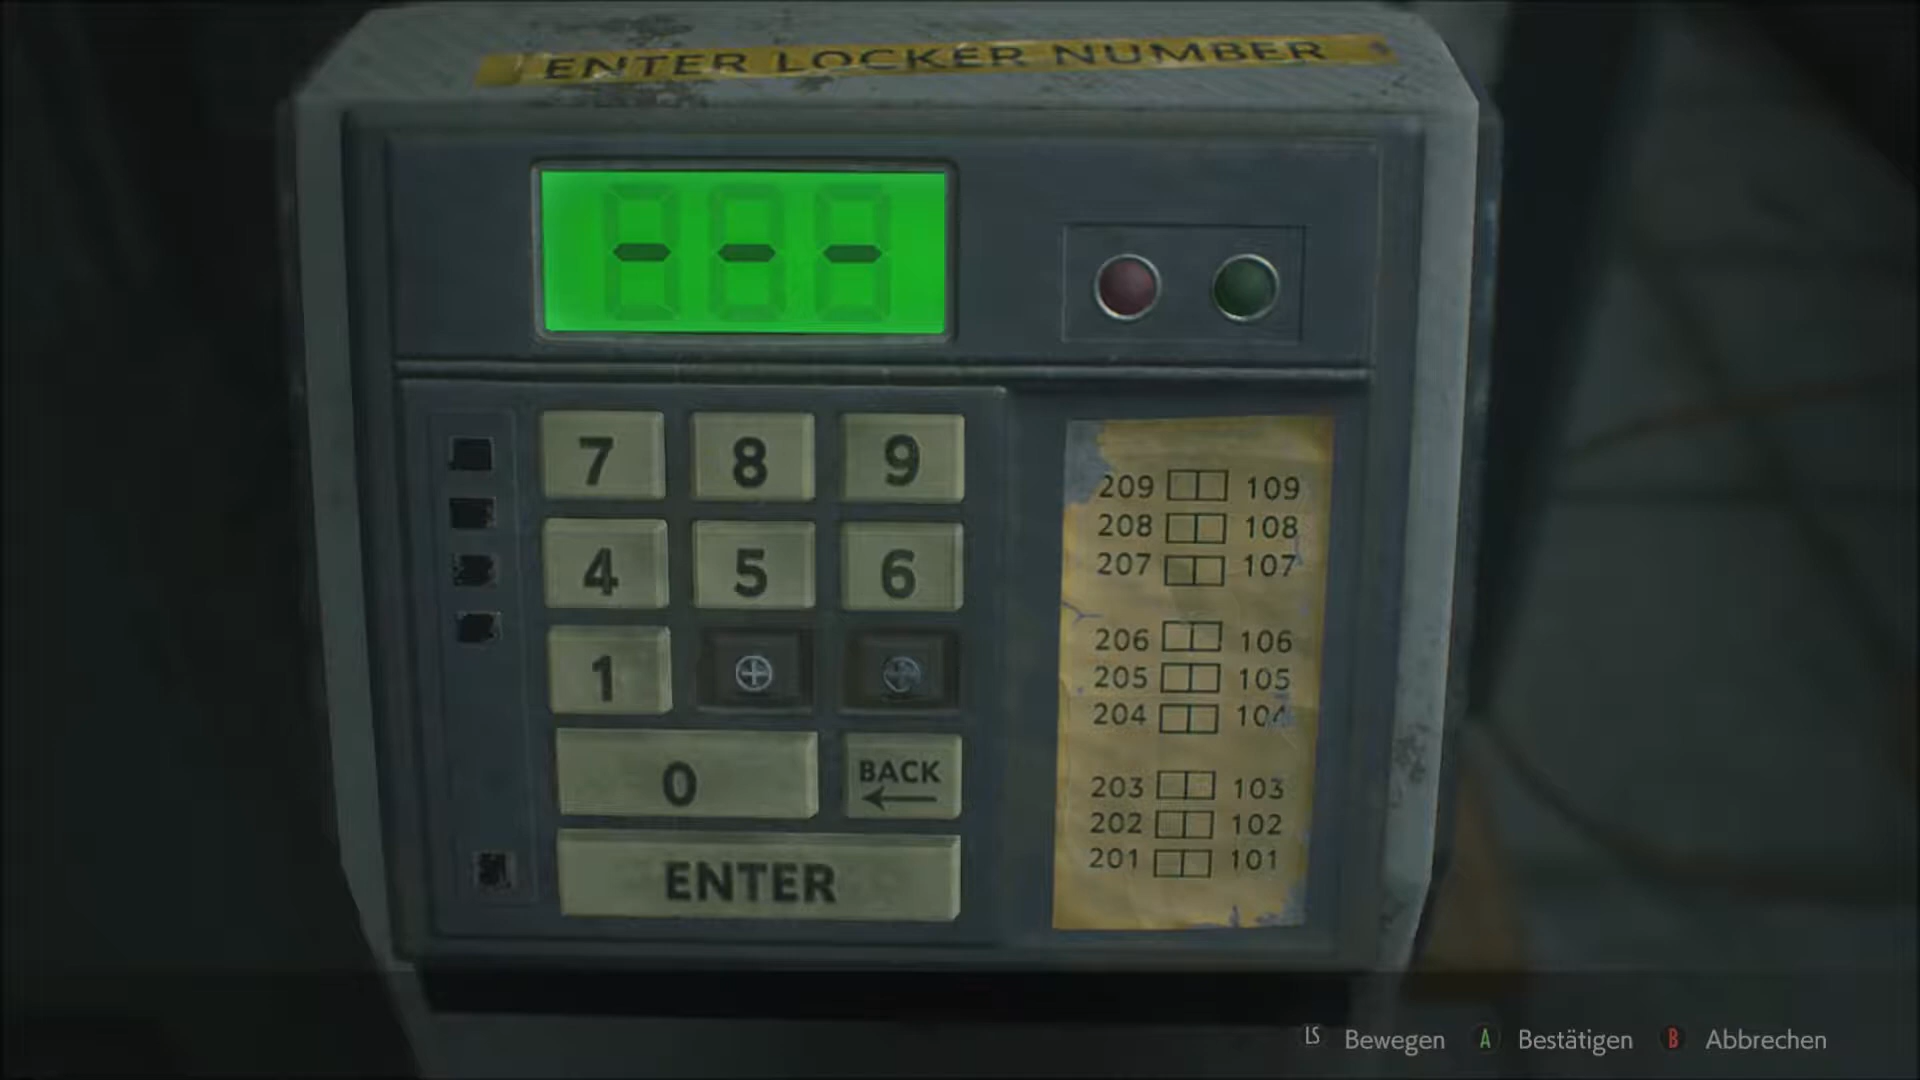 ENTER LOCKER NUMBER
- - -
7 8 9
4 5 6
1
0 BACK
ENTER
209 109
208 108
207 107
206 106
205 105
204 104
203 103
202 102
201 101
LS Bewegen A Bestätigen B Abbrechen